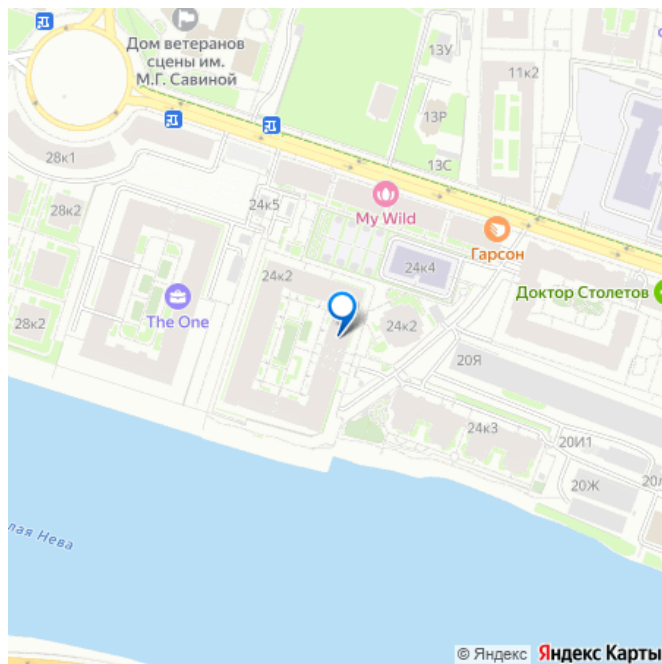 Дом ветеранов
сцены им.
М.Г. Савиной
13У
11к2
13Р
13С
28к1
28к2
24к5
My Wild
Гарсон
24к2
24к4
Доктор Столетов
The One
28к2
24к2
20Я
24к3
20И1
20Ж
лая Нева
© Яндекс
Яндекс Карты